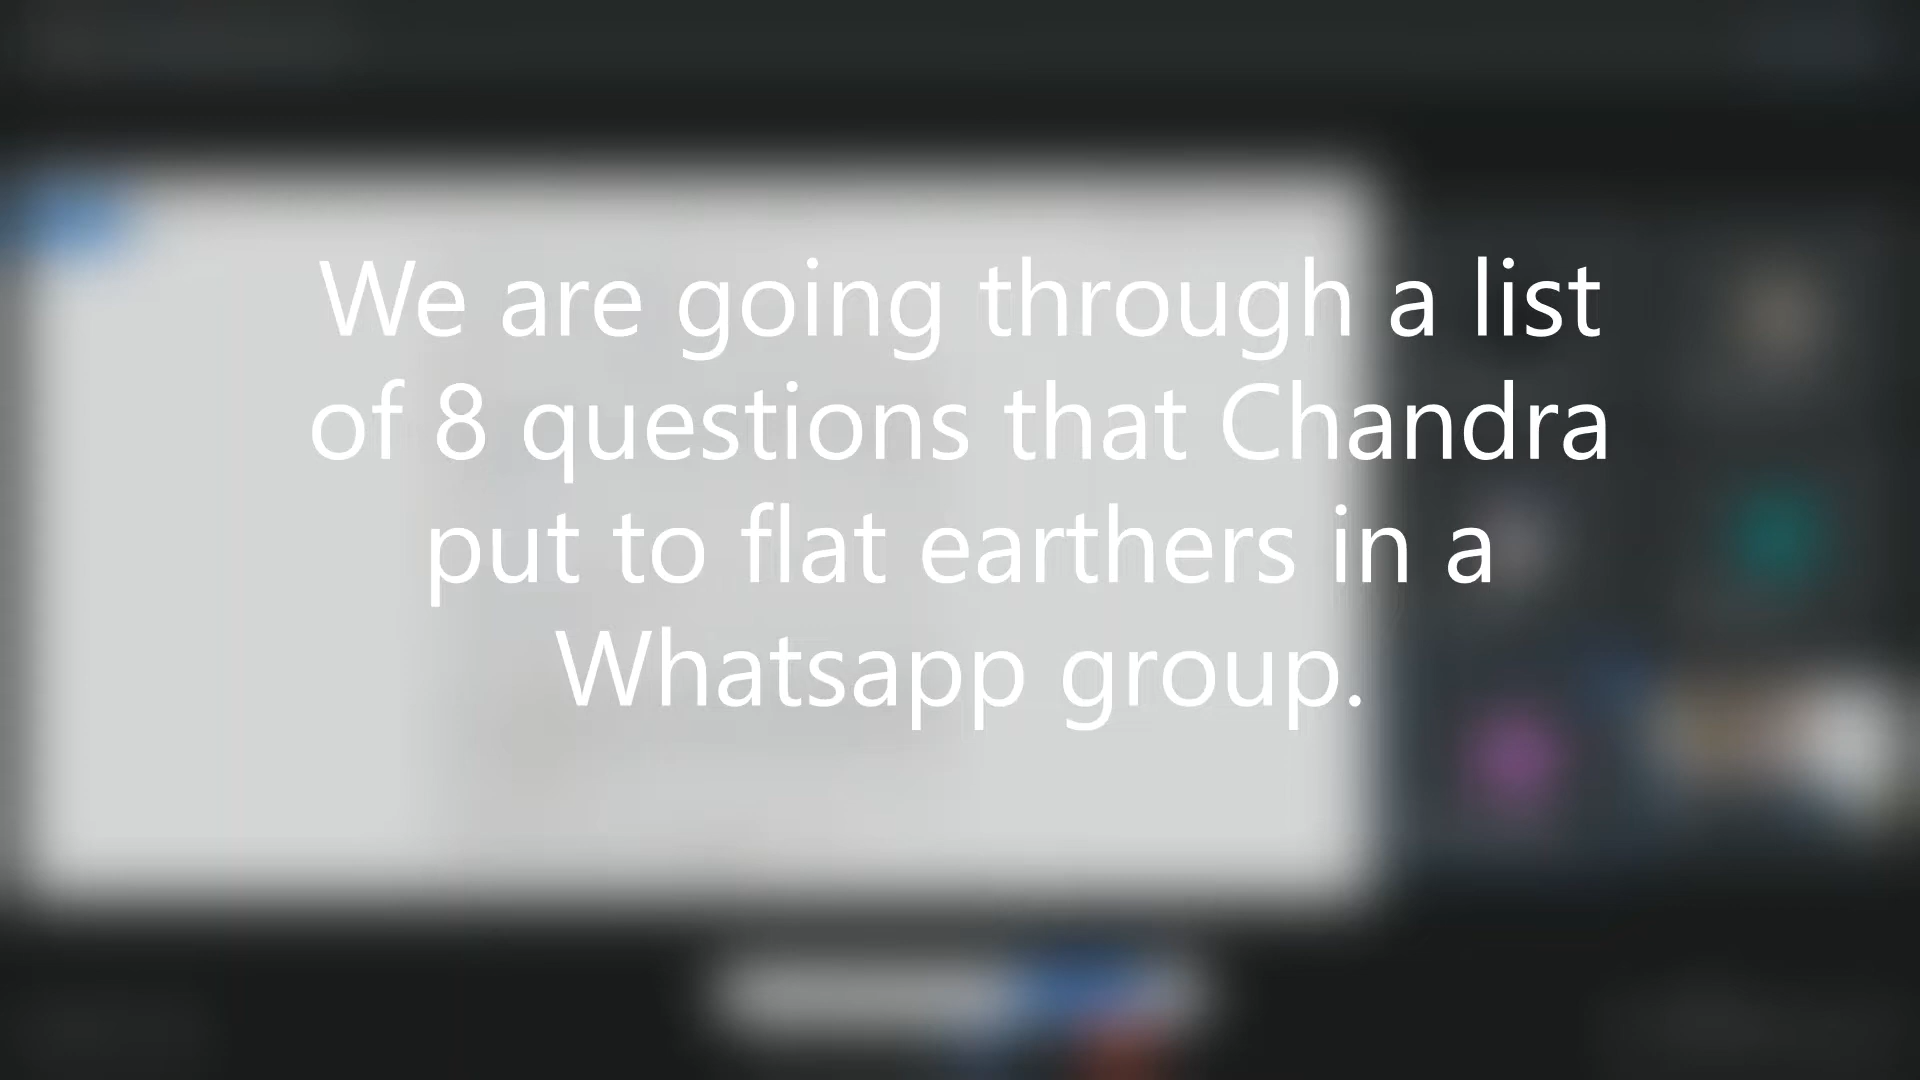 We are going through a list
of 8 questions that Chandra
put to flat earthers in a
Whatsapp group.